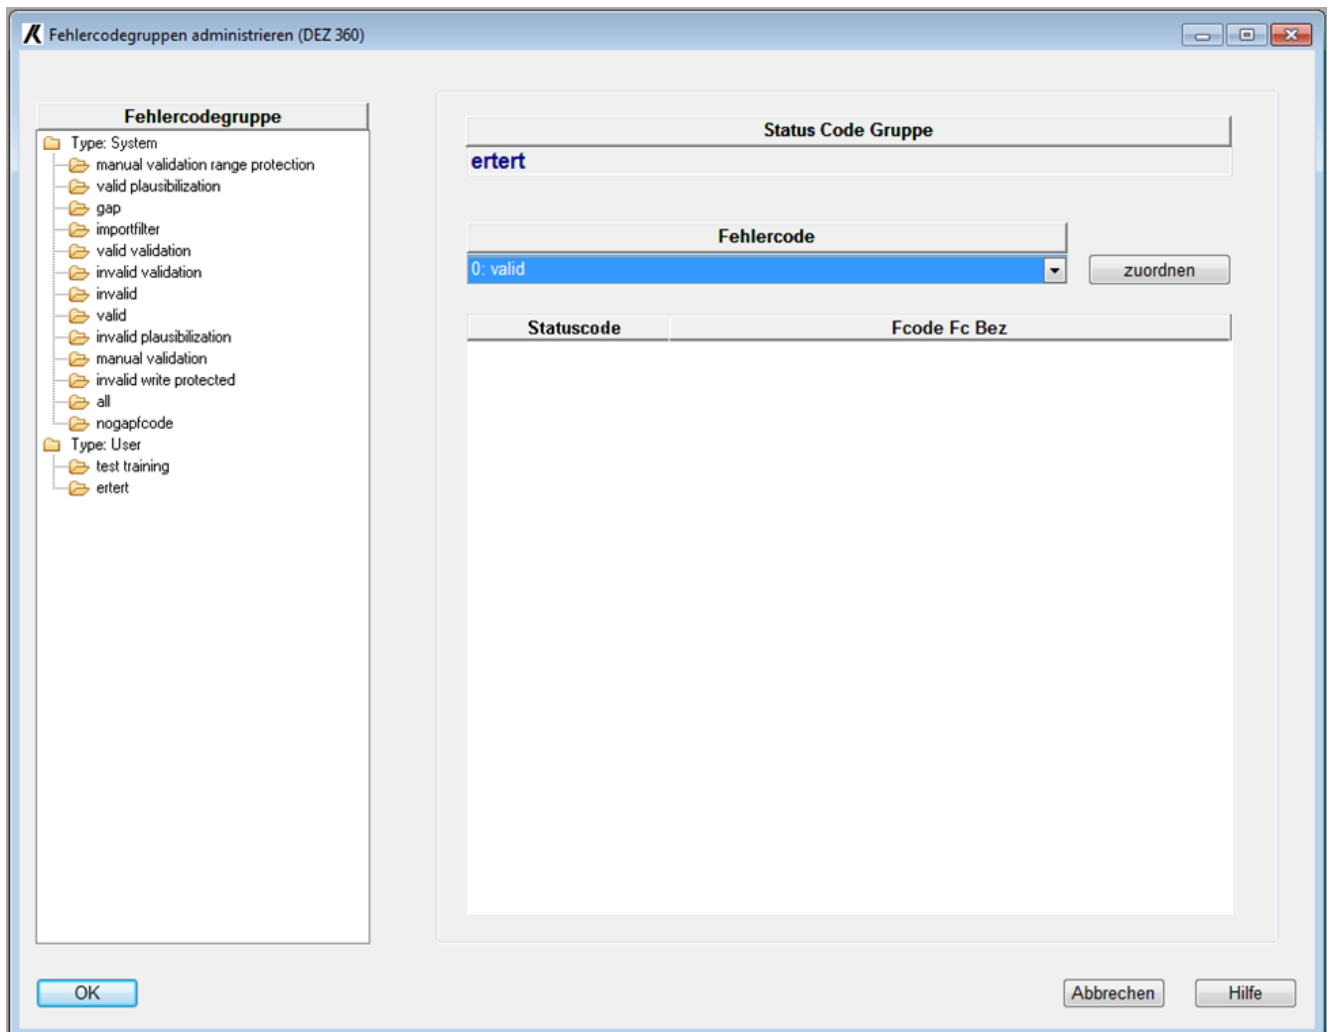 Fehlercodegruppen administrieren (DEZ 360)
Fehlercodegruppe
Type: System
manual validation range protection
valid plausibilization
gap
importfilter
valid validation
invalid validation
invalid
valid
invalid plausibilization
manual validation
invalid write protected
all
nogapfcode
Type: User
test training
ertert
Status Code Gruppe
ertert
Fehlercode
0: valid
zuordnen
Statuscode Fcode Fc Bez
OK
Abbrechen Hilfe